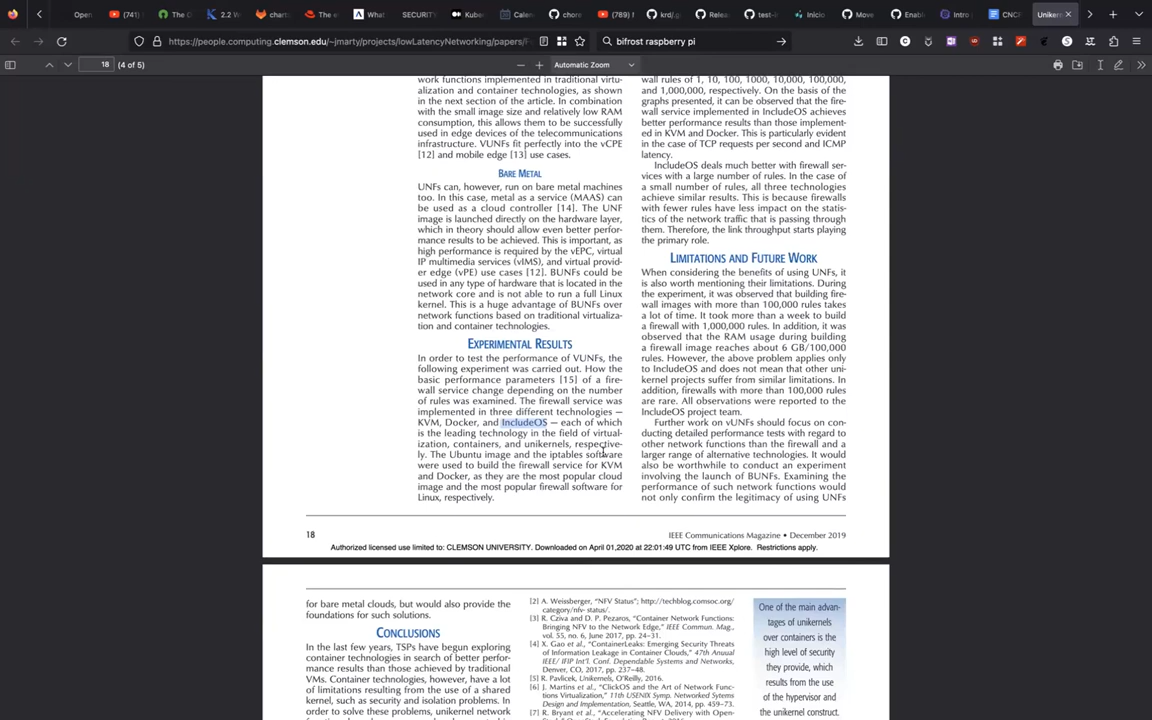 Open
(741)
The O
2.2 W
chart:
The e
What
SECURIT
Kube
Calen
chore
(789)
krd/.g
Relea
test-i
Início
Move
Enabl
Intro
CNCF
Unikern
https://people.computing.clemson.edu/~jmarty/projects/lowLatencyNetworking/papers/
bifrost raspberry pi
18
(4 of 5)
Automatic Zoom
work functions implemented in traditional virtu-
alization and container technologies, as shown
in the next section of the article. In combination
with the small image size and relatively low RAM
consumption, this allows them to be successfully
used in edge devices of the telecommunications
infrastructure. VUNFs fit perfectly into the vCPE
[12] and mobile edge [13] use cases.
BARE METAL
UNFs can, however, run on bare metal machines
too. In this case, metal as a service (MAAS) can
be used as a cloud controller [14]. The UNF
image is launched directly on the hardware layer,
which in theory should allow even better perfor-
mance results to be achieved. This is important, as
high performance is required by the vEPC, virtual
IP multimedia services (vIMS), and virtual provid-
er edge (vPE) use cases [12]. BUNFs could be
used in any type of hardware that is located in the
network core and is not able to run a full Linux
kernel. This is a huge advantage of BUNFs over
network functions based on traditional virtualiza-
tion and container technologies.
EXPERIMENTAL RESULTS
In order to test the performance of VUNFs, the
following experiment was carried out. How the
basic performance parameters [15] of a fire-
wall service change depending on the number
of rules was examined. The firewall service was
implemented in three different technologies —
KVM, Docker, and IncludeOS — each of which
is the leading technology in the field of virtual-
ization, containers, and unikernels, respective-
ly. The Ubuntu image and the iptables software
were used to build the firewall service for KVM
and Docker, as they are the most popular cloud
image and the most popular firewall software for
Linux, respectively.
wall rules of 1, 10, 100, 1000, 10,000, 100,000,
and 1,000,000, respectively. On the basis of the
graphs presented, it can be observed that the fire-
wall service implemented in IncludeOS achieves
better performance results than those implement-
ed in KVM and Docker. This is particularly evident
in the case of TCP requests per second and ICMP
latency.
IncludeOS deals much better with firewall ser-
vices with a large number of rules. In the case of
a small number of rules, all three technologies
achieve similar results. This is because firewalls
with fewer rules have less impact on the statis-
tics of the network traffic that is passing through
them. Therefore, the link throughput starts playing
the primary role.
LIMITATIONS AND FUTURE WORK
When considering the benefits of using UNFs, it
is also worth mentioning their limitations. During
the experiment, it was observed that building fire-
wall images with more than 100,000 rules takes
a lot of time. It took more than a week to build
a firewall with 1,000,000 rules. In addition, it was
observed that the RAM usage during building
a firewall image reaches about 6 GB/100,000
rules. However, the above problem applies only
to IncludeOS and does not mean that other uni-
kernel projects suffer from similar limitations. In
addition, firewalls with more than 100,000 rules
are rare. All observations were reported to the
IncludeOS project team.
Further work on vUNFs should focus on con-
ducting detailed performance tests with regard to
other network functions than the firewall and a
larger range of alternative technologies. It would
also be worthwhile to conduct an experiment
involving the launch of BUNFs. Examining the
performance of such network functions would
not only confirm the legitimacy of using UNFs
18
IEEE Communications Magazine • December 2019
Authorized licensed use limited to: CLEMSON UNIVERSITY. Downloaded on April 01,2020 at 22:01:49 UTC from IEEE Xplore. Restrictions apply.
for bare metal clouds, but would also provide the
foundations for such solutions.
CONCLUSIONS
In the last few years, TSPs have begun exploring
container technologies in search of better perfor-
mance results than those achieved by traditional
VMs. Container technologies, however, have a lot
of limitations resulting from the use of a shared
kernel, such as security and isolation problems. In
order to solve these problems, unikernel network
[2] A. Weissberger, "NFV Status"; http://techblog.comsoc.org/
category/nfv- status/.
[3] R. Cziva and D. P. Pezaros, "Container Network Functions:
Bringing NFV to the Network Edge," IEEE Commun. Mag.,
vol. 55, no. 6, June 2017, pp. 24–31.
[4] X. Gao et al., "ContainerLeaks: Emerging Security Threats
of Information Leakage in Container Clouds," 47th Annual
IEEE/ IFIP Int'l. Conf. Dependable Systems and Networks,
Denver, CO, 2017, pp. 237–48.
[5] R. Pavlicek, Unikernels, O'Reilly, 2016.
[6] J. Martins et al., "ClickOS and the Art of Network Func-
tions Virtualization," 11th USENIX Symp. Networked Systems
Design and Implementation, Seattle, WA, 2014, pp. 459–73.
[7] R. Bryant et al., "Accelerating NFV Delivery with Open-
One of the main advan-
tages of unikernels
over containers is the
high level of security
they provide, which
results from the use
of the hypervisor and
the unikernel construct.